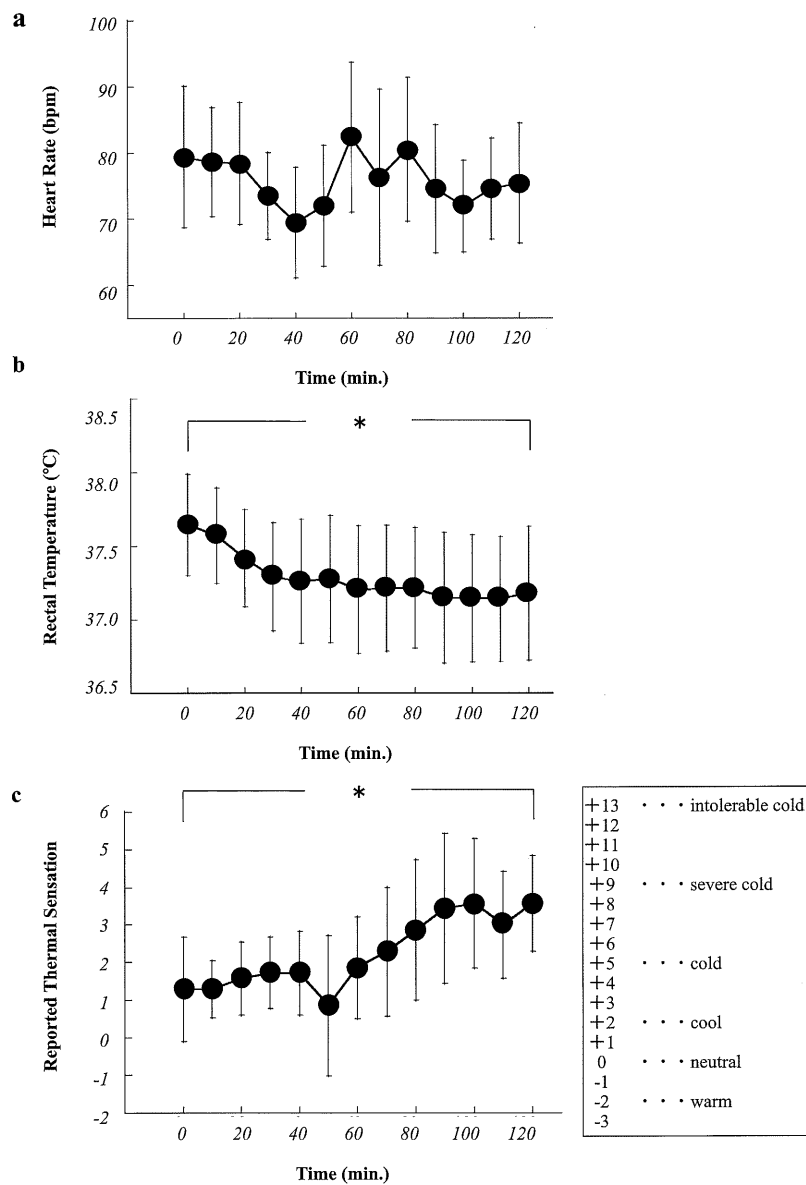 a
100
90
80
70
60
Heart Rate (bpm)
0 20 40 60 80 100 120
Time (min.)
b
38.5
38.0
37.5
37.0
36.5
Rectal Temperature (°C)
*
0 20 40 60 80 100 120
Time (min.)
c
6
5
4
3
2
1
0
-1
-2
Reported Thermal Sensation
*
0 20 40 60 80 100 120
Time (min.)
+13 ・・・intolerable cold
+12
+11
+10
+9 ・・・severe cold
+8
+7
+6
+5 ・・・cold
+4
+3
+2 ・・・cool
+1
0 ・・・neutral
-1
-2 ・・・warm
-3